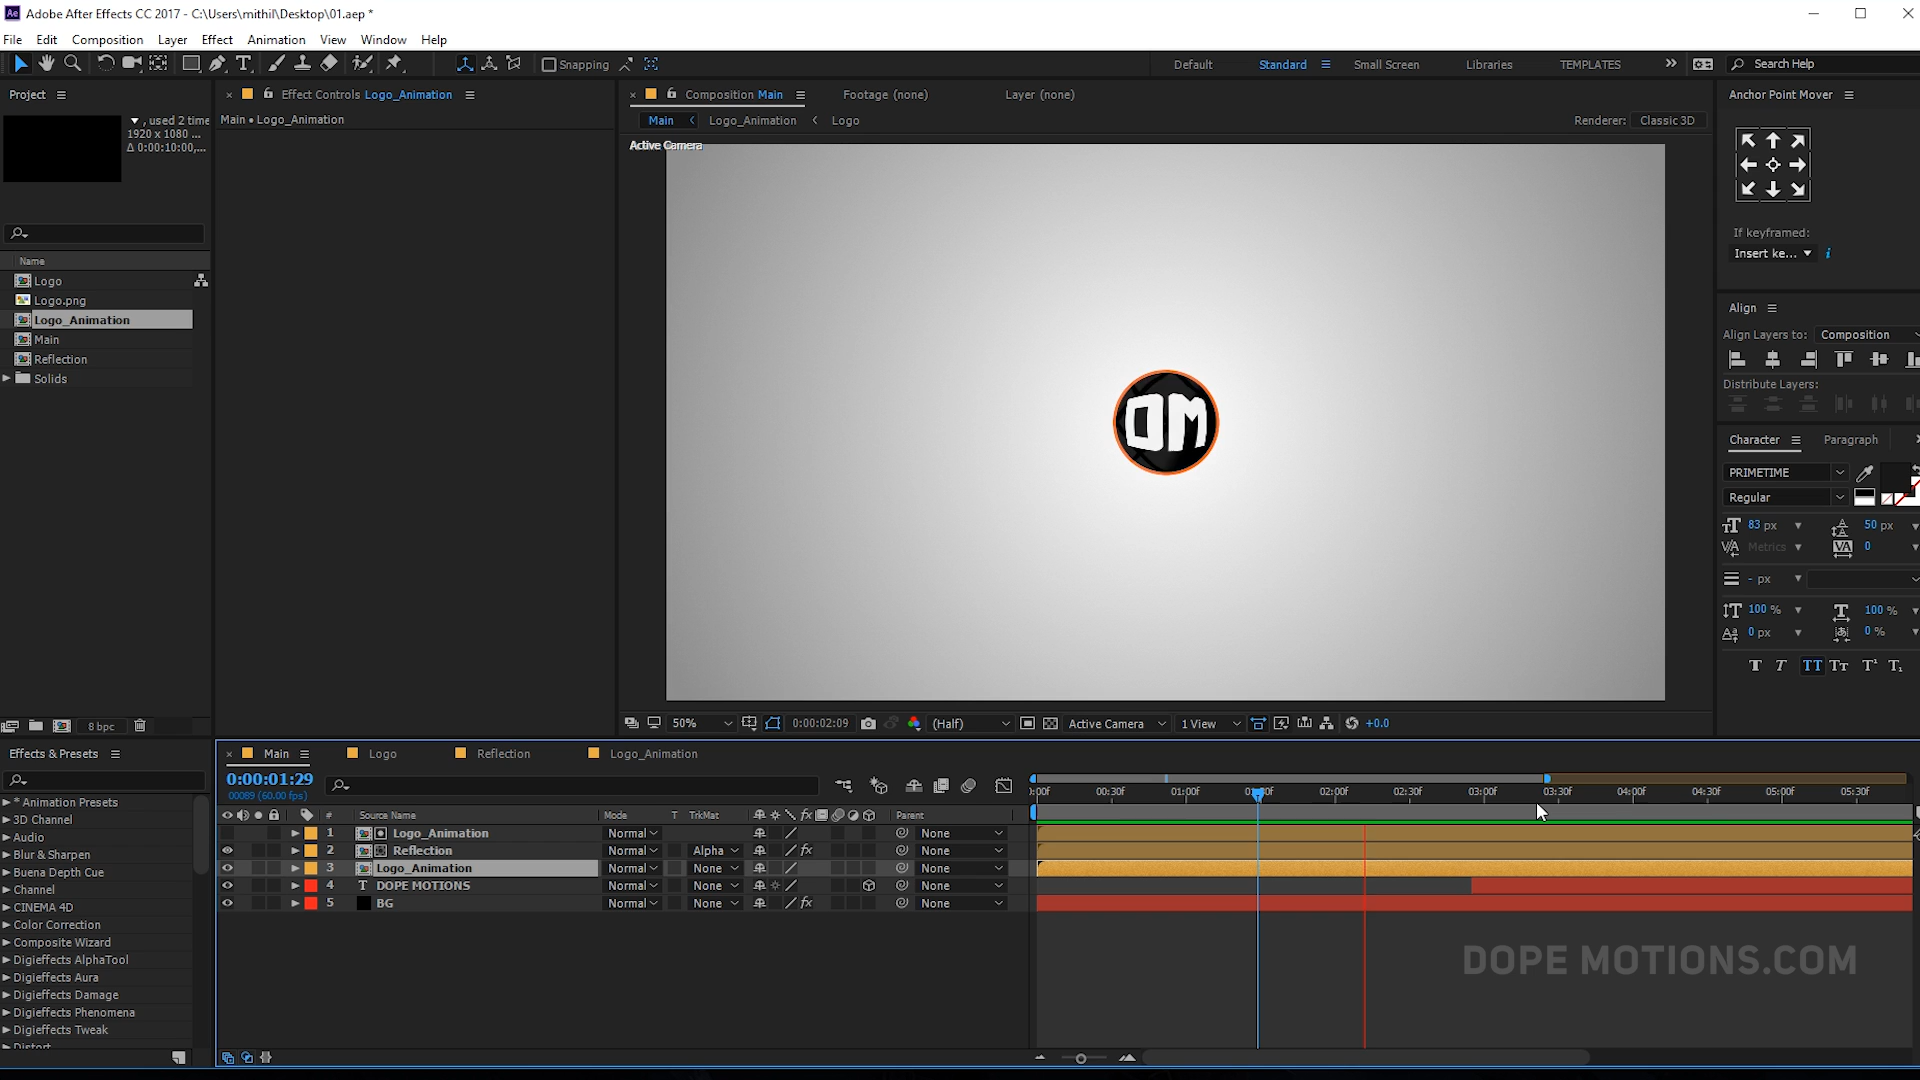 Adobe After Effects CC 2017 - C:\Users\mithil\Desktop\01.aep *
File Edit Composition Layer Effect Animation View Window Help
Snapping
Default Standard Small Screen Libraries TEMPLATES Search Help
Project
, used 2 time
1920 x 1080 ...
Δ 0:00:10:00,...
Name
Logo
Logo.png
Logo_Animation
Main
Reflection
Solids
8 bpc
Effect Controls Logo_Animation
Main • Logo_Animation
Composition Main Footage (none) Layer (none)
Main Logo_Animation Logo
Renderer: Classic 3D
Active Camera
DM
50% 0:00:02:09 (Half) Active Camera 1 View +0.0
Anchor Point Mover
If keyframed:
Insert ke...
Align
Align Layers to: Composition
Distribute Layers:
Character Paragraph
PRIMETIME
Regular
83 px 50 px
Metrics 0
- px
100 % 100 %
0 px 0 %
Effects & Presets
* Animation Presets
3D Channel
Audio
Blur & Sharpen
Buena Depth Cue
Channel
CINEMA 4D
Color Correction
Composite Wizard
Digieffects AlphaTool
Digieffects Aura
Digieffects Damage
Digieffects Phenomena
Digieffects Tweak
Distort
Main Logo Reflection Logo_Animation
0:00:01:29
00089 (60.00 fps)
# Source Name Mode T TrkMat Parent
1 Logo_Animation Normal None
2 Reflection Normal Alpha None
3 Logo_Animation Normal None None
4 T DOPE MOTIONS Normal None None
5 BG Normal None None
00:30f 01:00f 02:00f 02:30f 03:00f 03:30f 04:00f 04:30f 05:00f 05:30f
DOPE MOTIONS.COM